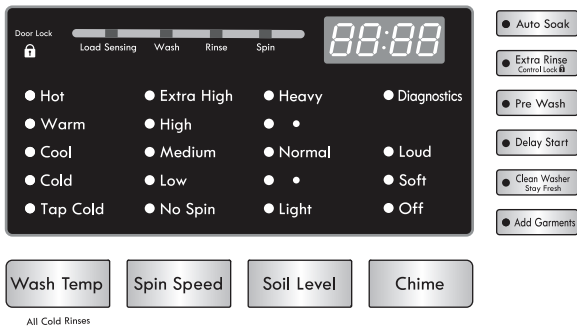 Door Lock
Load Sensing Wash Rinse Spin
88:88
Hot Extra High Heavy Diagnostics
Warm High
Cool Medium Normal Loud
Cold Low Soft
Tap Cold No Spin Light Off
Wash Temp Spin Speed Soil Level Chime
All Cold Rinses
Auto Soak
Extra Rinse
Control Lock
Pre Wash
Delay Start
Clean Washer
Stay Fresh
Add Garments